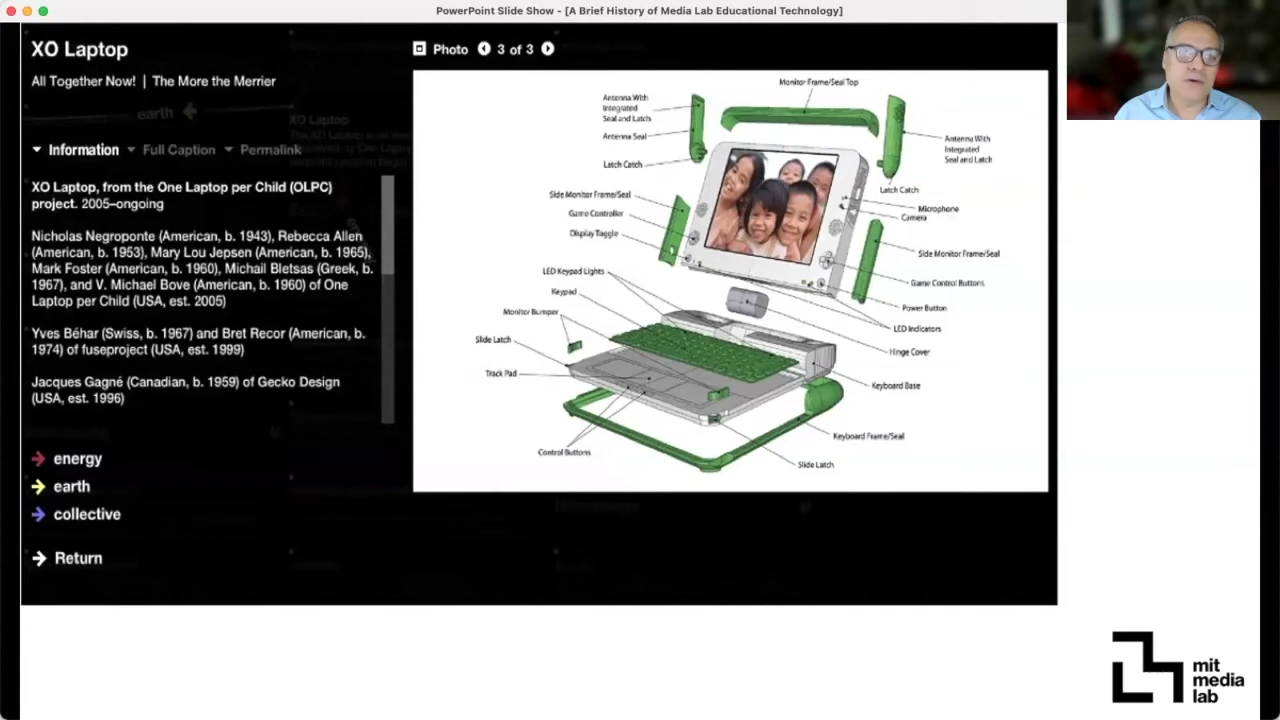 PowerPoint Slide Show - [A Brief History of Media Lab Educational Technology]
XO Laptop
All Together Now! | The More the Merrier
earth
XO Laptop
Information
Full Caption
Permalink
XO Laptop, from the One Laptop per Child (OLPC)
project. 2005–ongoing
Nicholas Negroponte (American, b. 1943), Rebecca Allen
(American, b. 1953), Mary Lou Jepsen (American, b. 1965),
Mark Foster (American, b. 1960), Michail Bletsas (Greek, b.
1967), and V. Michael Bove (American, b. 1960) of One
Laptop per Child (USA, est. 2005)
Yves Béhar (Swiss, b. 1967) and Bret Recor (American, b.
1974) of fuseproject (USA, est. 1999)
Jacques Gagné (Canadian, b. 1959) of Gecko Design
(USA, est. 1996)
energy
earth
collective
Return
Photo 3 of 3
Monitor Frame/Seal Top
Antenna With
Integrated
Seal and Latch
Antenna Seal
Latch Catch
Side Monitor Frame/Seal
Game Controller
Display Toggle
LED Keypad Lights
Keypad
Monitor Bumper
Slide Latch
Track Pad
Control Buttons
Antenna With
Integrated
Seal and Latch
Latch Catch
Microphone
Camera
Side Monitor Frame/Seal
Game Control Buttons
Power Button
LED Indicators
Hinge Cover
Keyboard Base
Keyboard Frame/Seal
Slide Latch
mit
media
lab